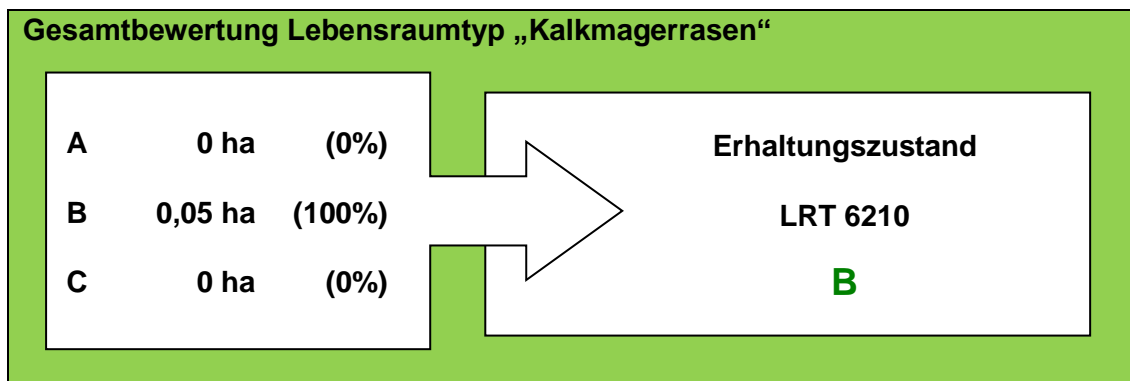 Gesamtbewertung Lebensraumtyp „Kalkmagerrasen“
A 0 ha (0%)
B 0,05 ha (100%)
C 0 ha (0%)
Erhaltungszustand
LRT 6210
B